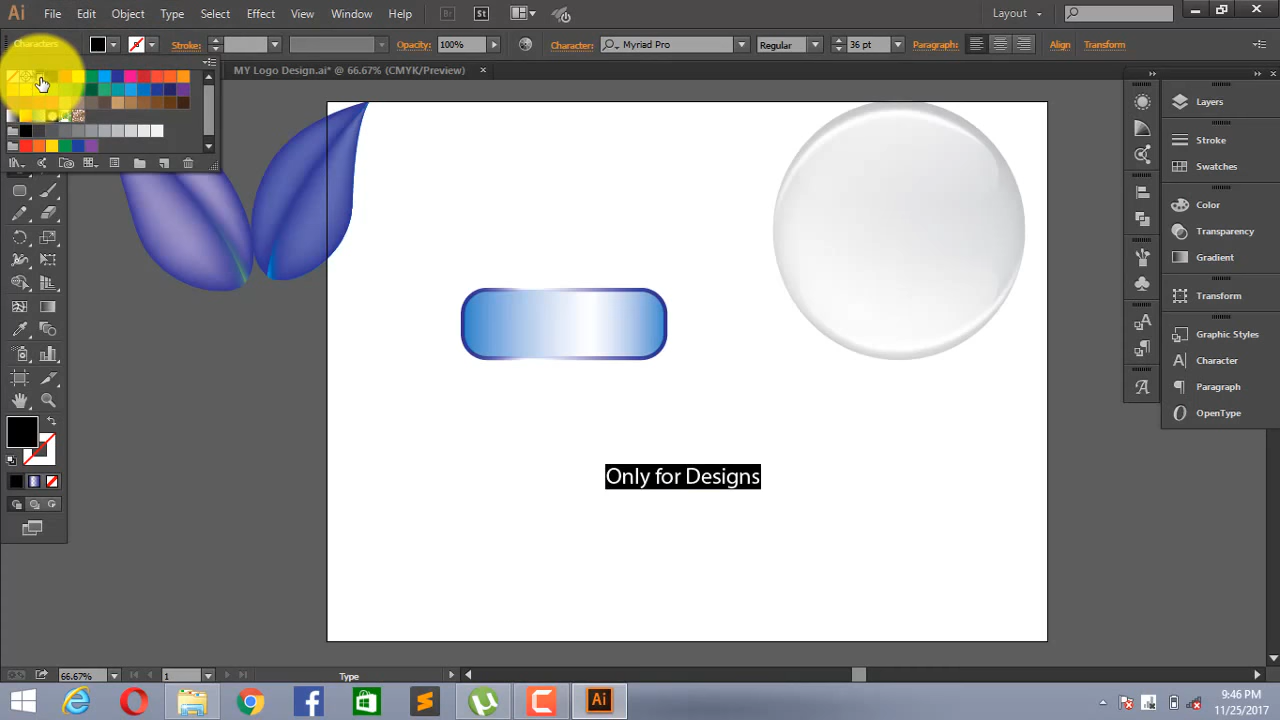 Ai File Edit Object Type Select Effect View Window Help Br St Layout
Characters Stroke: Opacity: 100% Character: Myriad Pro Regular 36 pt Paragraph: Align Transform
MY Logo Design.ai* @ 66.67% (CMYK/Preview)
Layers
Stroke
Swatches
Color
Transparency
Gradient
Transform
Graphic Styles
Character
Paragraph
OpenType
Only for Designs
66.67% 1 Type
Ai 9:46 PM
11/25/2017